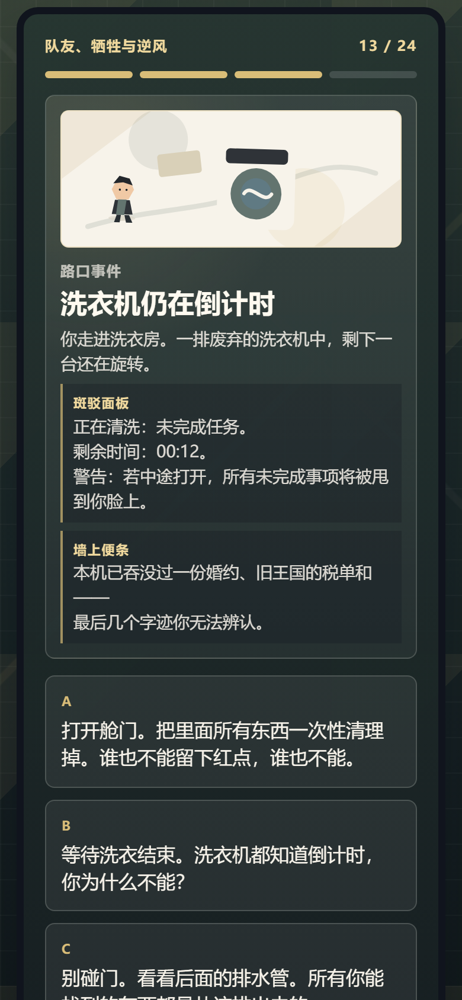 队友、牺牲与逆风
13 / 24
路口事件
洗衣机仍在倒计时
你走进洗衣房。一排废弃的洗衣机中，剩下一
台还在旋转。
斑驳面板
正在清洗：未完成任务。
剩余时间：00:12。
警告：若中途打开，所有未完成事项将被甩
到你脸上。
墙上便条
本机已吞没过一份婚约、旧王国的税单和
——
最后几个字迹你无法辨认。
A
打开舱门。把里面所有东西一次性清理
掉。谁也不能留下红点，谁也不能。
B
等待洗衣结束。洗衣机都知道倒计时，
你为什么不能？
C
别碰门。看看后面的排水管。所有你能